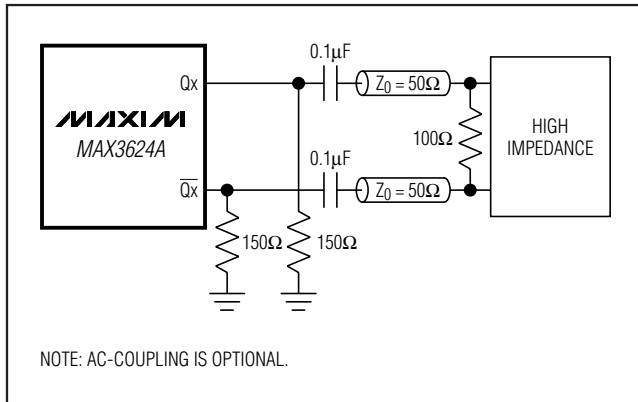 0.1µF
Qx
Z0 = 50Ω
MAXIM
MAX3624A
100Ω
HIGH
IMPEDANCE
0.1µF
Q̅x̅
Z0 = 50Ω
150Ω
150Ω
NOTE: AC-COUPLING IS OPTIONAL.